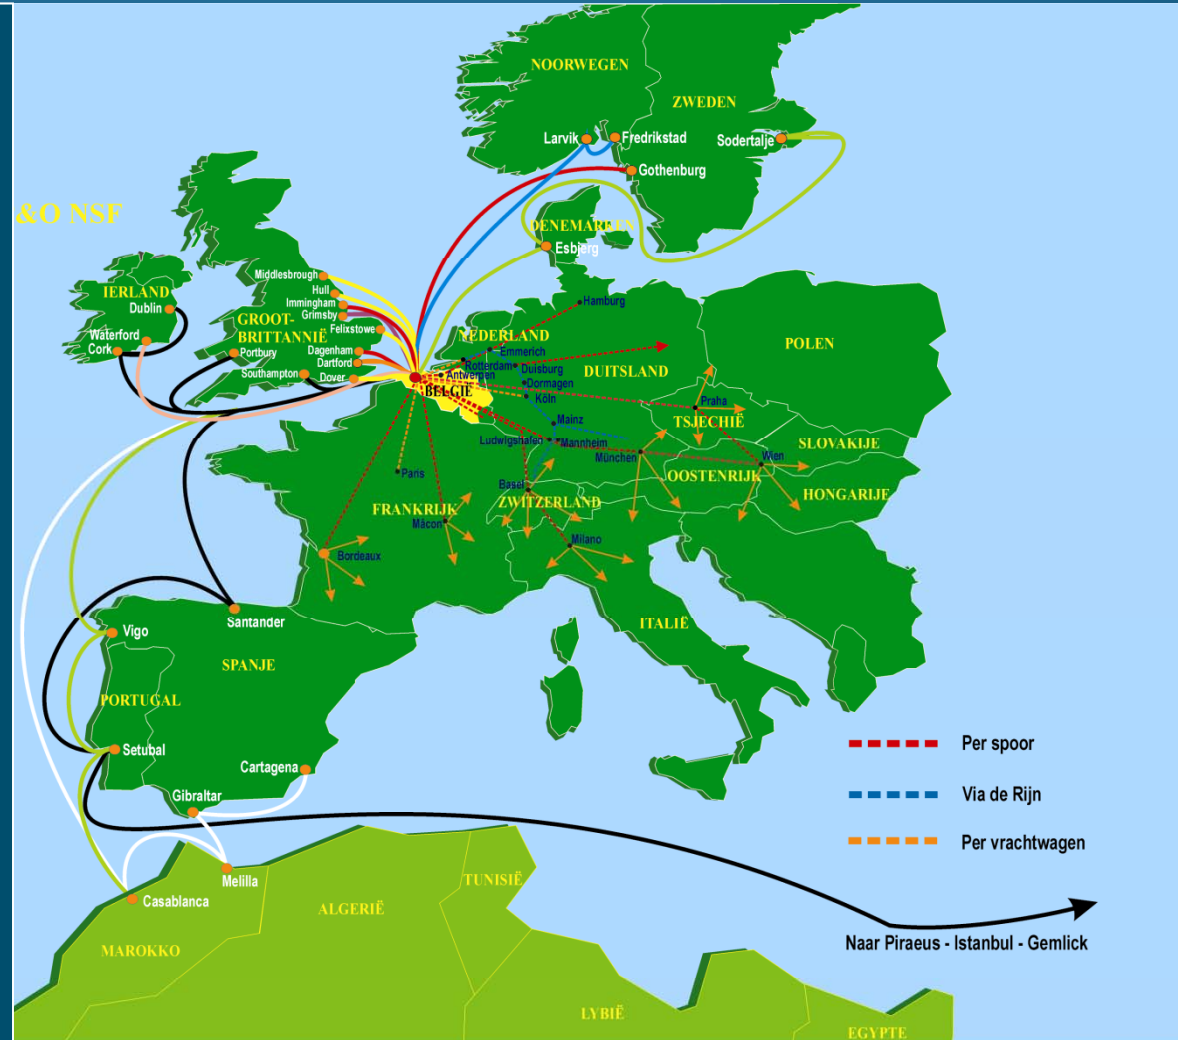 NOORWEGEN
ZWEDEN
Larvik
Fredrikstad
Sodertalje
Gothenburg
&O NSF
DENEMARKEN
Esbjerg
Middlesbrough
Hull
IERLAND
Immingham
Dublin
Grimsby
GROOT-
BRITTANNIË
Felixstowe
Hamburg
Waterford
Cork
Portbury
Dagenham
Dartford
Southampton
Dover
NEDERLAND
Emmerich
POLEN
Rotterdam
Duisburg
DUITSLAND
Antwerpen
Dormagen
BELGIË
Köln
Praha
TSJECHIË
Mainz
Ludwigshafen
Mannheim
SLOVAKIJE
München
Wien
Paris
OOSTENRIJK
Basel
HONGARIJE
ZWITZERLAND
FRANKRIJK
Mâcon
Milano
Bordeaux
Santander
ITALIË
Vigo
SPANJE
PORTUGAL
Setubal
Per spoor
Cartagena
Gibraltar
Via de Rijn
Per vrachtwagen
Melilla
TUNISIË
Casablanca
ALGERIË
MAROKKO
Naar Piraeus - Istanbul - Gemlick
LYBIË
EGYPTE